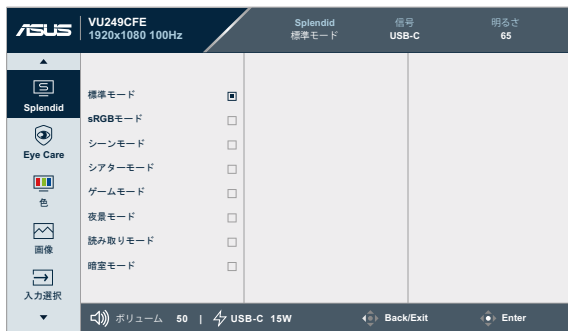 ASUS
VU249CFE
1920x1080 100Hz
Splendid
標準モード
信号
USB-C
明るさ
65
Splendid
Eye Care
色
画像
入力選択
標準モード
sRGBモード
シーンモード
シアターモード
ゲームモード
夜景モード
読み取りモード
暗室モード
ボリューム 50 | USB-C 15W
Back/Exit
Enter